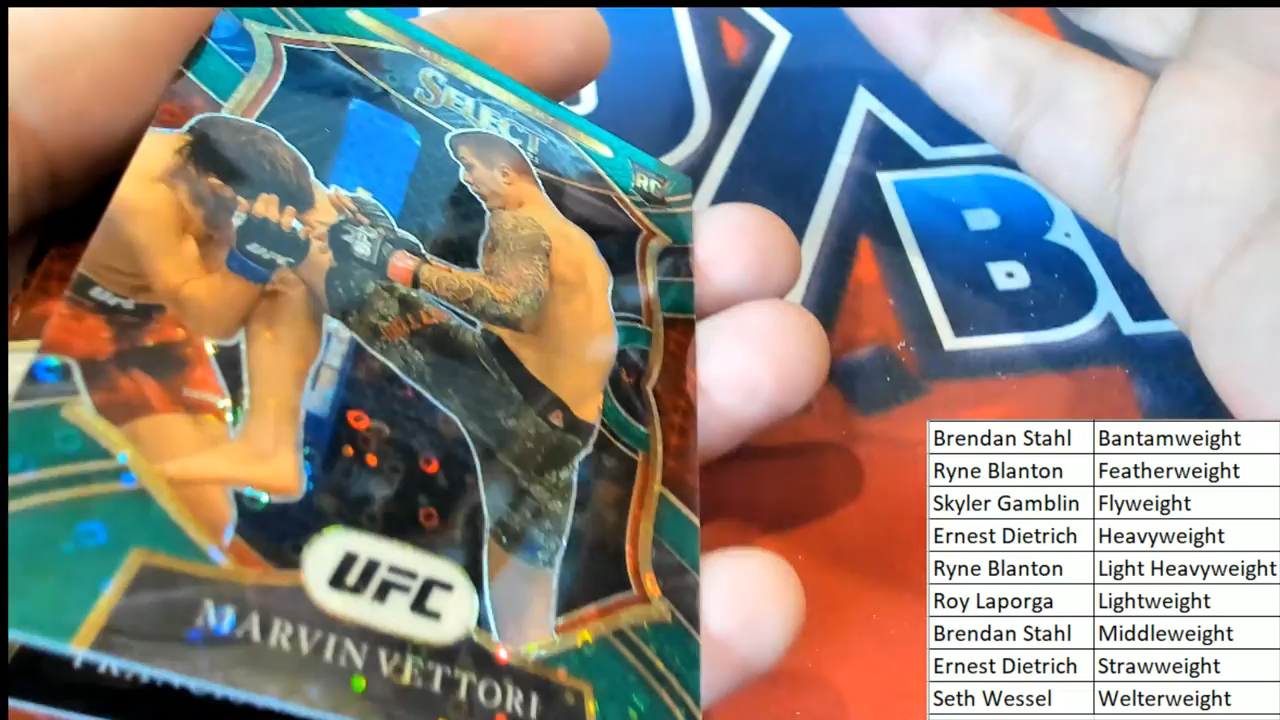 SELECT
RC
UFC
UFC
UFC
MARVIN VETTORI
B
Brendan Stahl Bantamweight
Ryne Blanton Featherweight
Skyler Gamblin Flyweight
Ernest Dietrich Heavyweight
Ryne Blanton Light Heavyweight
Roy Laporga Lightweight
Brendan Stahl Middleweight
Ernest Dietrich Strawweight
Seth Wessel Welterweight